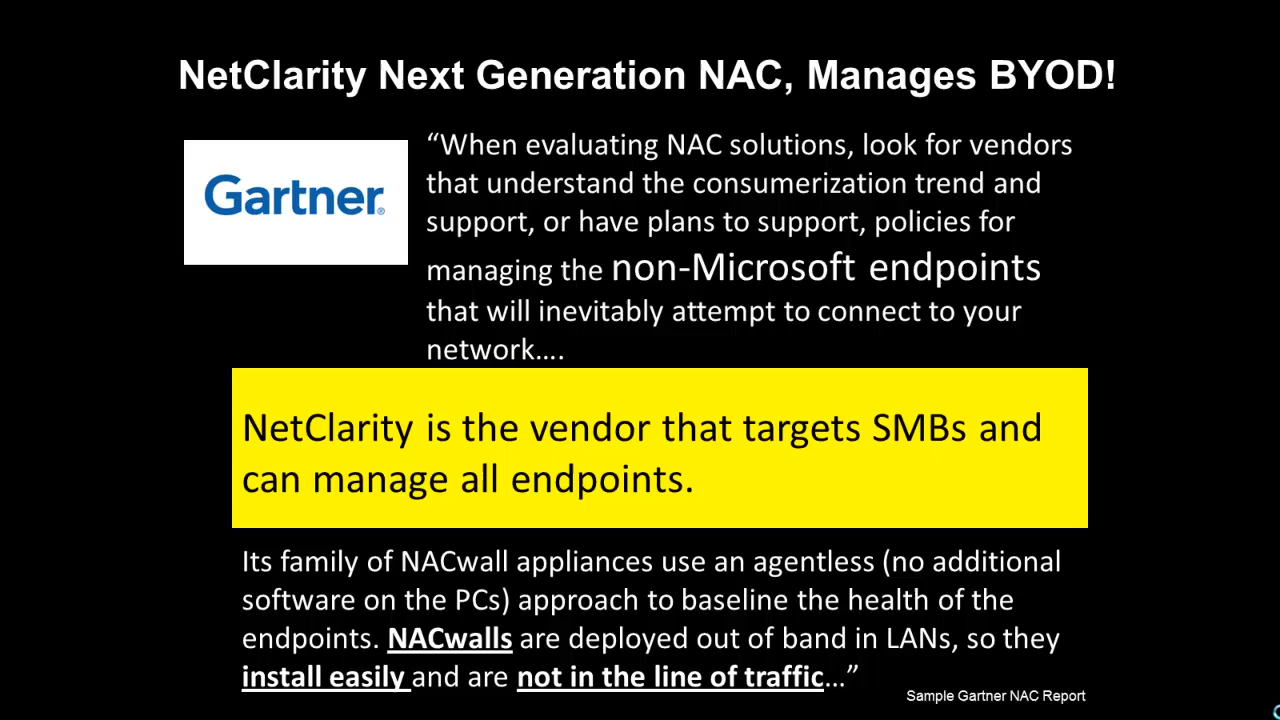 NetClarity Next Generation NAC, Manages BYOD!
Gartner®
“When evaluating NAC solutions, look for vendors
that understand the consumerization trend and
support, or have plans to support, policies for
managing the non-Microsoft endpoints
that will inevitably attempt to connect to your
network….
NetClarity is the vendor that targets SMBs and
can manage all endpoints.
Its family of NACwall appliances use an agentless (no additional
software on the PCs) approach to baseline the health of the
endpoints. NACwalls are deployed out of band in LANs, so they
install easily and are not in the line of traffic…”
Sample Gartner NAC Report